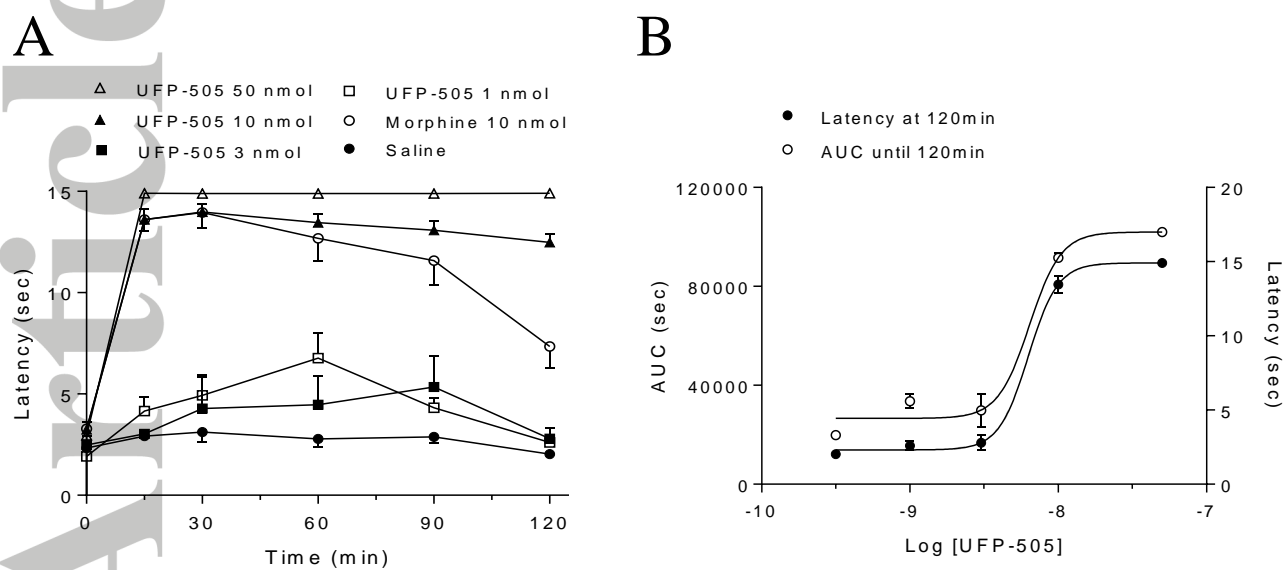 A
B
UFP-505 50 nmol
UFP-505 10 nmol
UFP-505 3 nmol
UFP-505 1 nmol
Morphine 10 nmol
Saline
15
10
5
0
Latency (sec)
0
30
60
90
120
Time (min)
Latency at 120min
AUC until 120min
120000
80000
40000
0
AUC (sec)
20
15
10
5
0
Latency (sec)
-10
-9
-8
-7
Log [UFP-505]
Article